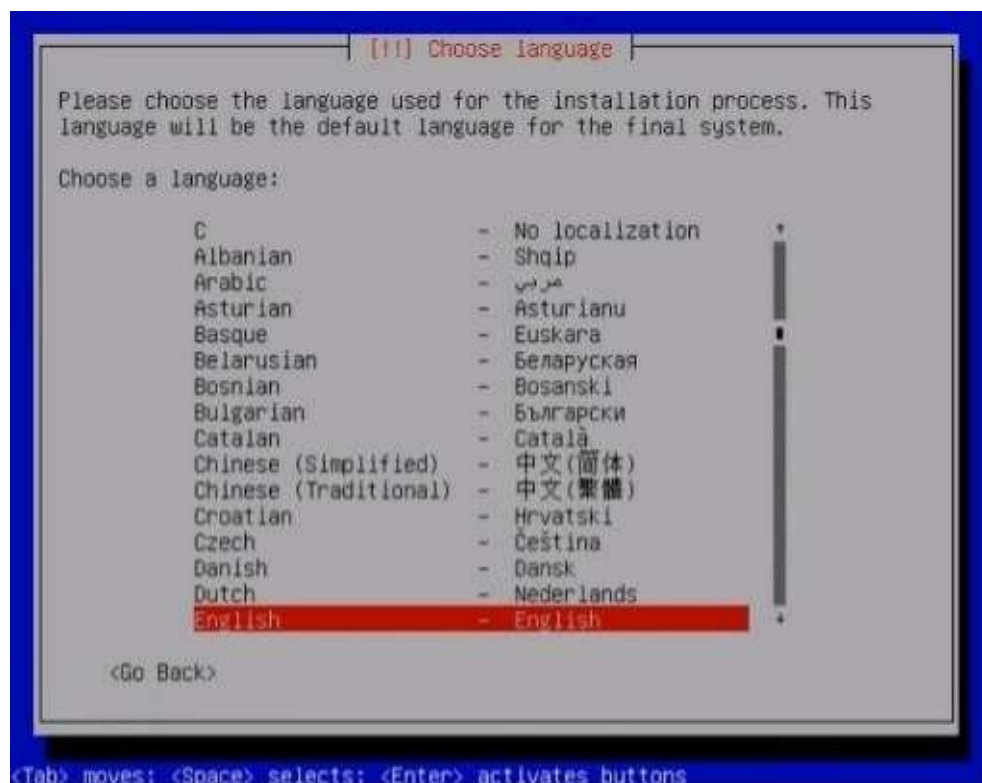 [!!] Choose language
Please choose the language used for the installation process. This
language will be the default language for the final system.
Choose a language:
C - No localization
Albanian - Shqip
Arabic - عربي
Asturian - Asturianu
Basque - Euskara
Belarusian - Беларуская
Bosnian - Bosanski
Bulgarian - Български
Catalan - Català
Chinese (Simplified) - 中文(简体)
Chinese (Traditional) - 中文(繁體)
Croatian - Hrvatski
Czech - Čeština
Danish - Dansk
Dutch - Nederlands
English - English
<Go Back>
<Tab> moves; <Space> selects; <Enter> activates buttons